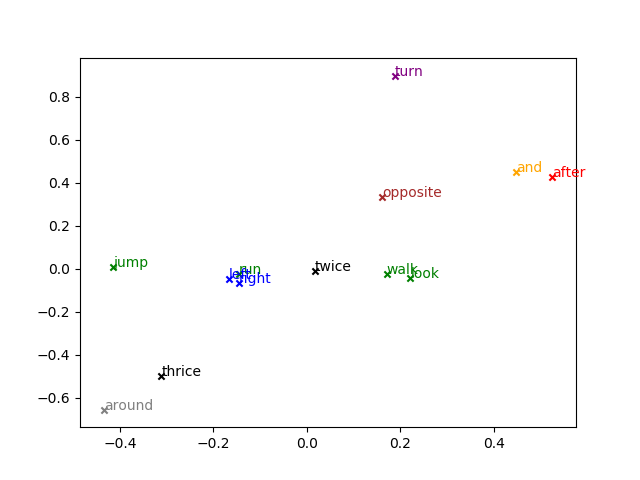 turn
0.8
and
after
0.6
opposite
0.4
0.2
jump
run
twice
walk
look
0.0
left
right
−0.2
thrice
−0.4
around
−0.6
−0.4
−0.2
0.0
0.2
0.4